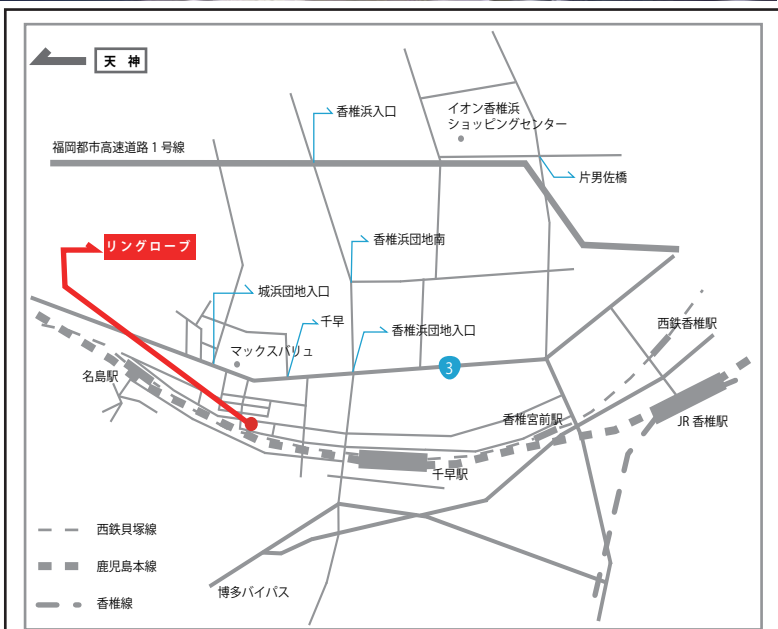 天 神
香椎浜入口
イオン香椎浜
ショッピングセンター
福岡都市高速道路1号線
片男佐橋
リングローブ
香椎浜団地南
城浜団地入口
千早
香椎浜団地入口
西鉄香椎駅
マックスバリュ
3
名島駅
香椎宮前駅
JR 香椎駅
千早駅
西鉄貝塚線
鹿児島本線
博多バイパス
香椎線